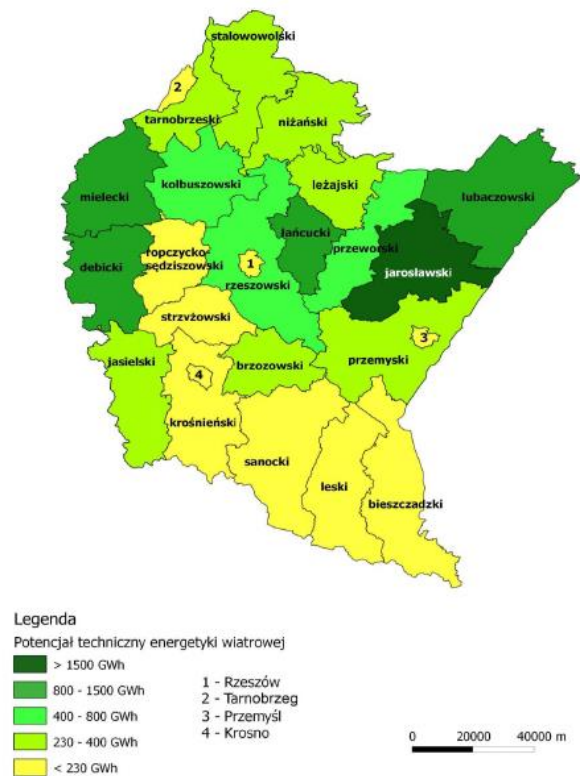 stalowowolski
2
tarnobrzeski
niżański
kolbuszowski
leżajski
mielecki
lubaczowski
łańcucki
przeworski
ropczycko-
sędziszowski
dębicki
1
rzeszowski
jarosławski
strzyżowski
3
jasielski
brzozowski
przemyski
4
krośnieński
sanocki
leski
bieszczadzki
Legenda
Potencjał techniczny energetyki wiatrowej
> 1500 GWh
800 - 1500 GWh
400 - 800 GWh
230 - 400 GWh
< 230 GWh
1 - Rzeszów
2 - Tarnobrzeg
3 - Przemyśl
4 - Krosno
0 20000 40000 m